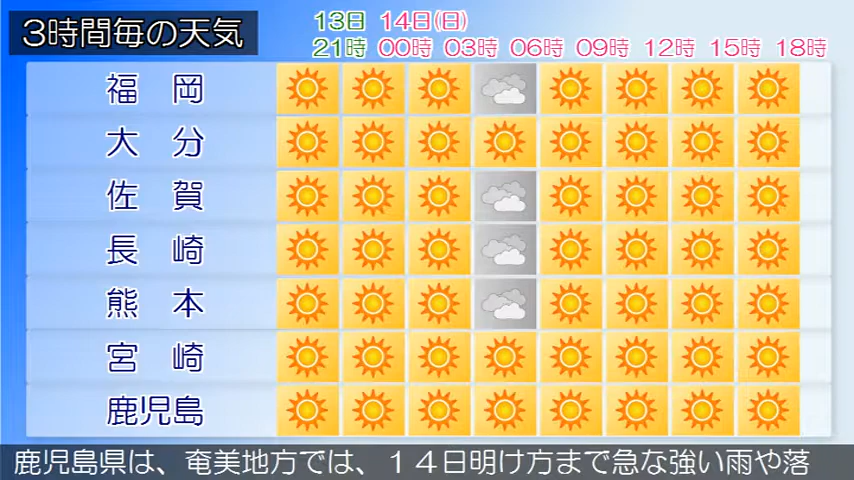 3時間毎の天気
13日 14日(日)
21時 00時 03時 06時 09時 12時 15時 18時
福 岡
大 分
佐 賀
長 崎
熊 本
宮 崎
鹿児島
鹿児島県は、奄美地方では、１４日明け方まで急な強い雨や落